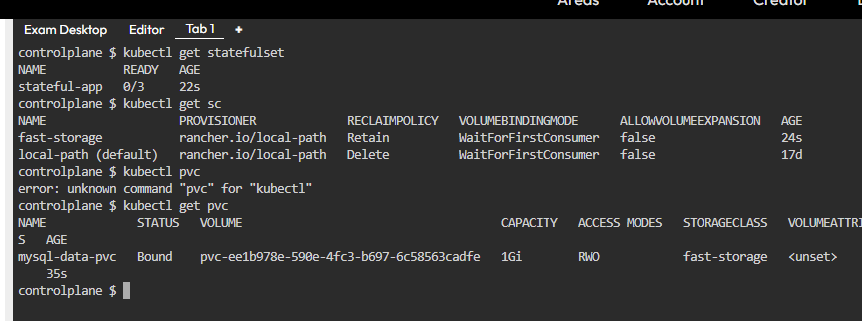 Areas Account Creator
Exam Desktop Editor Tab 1 +
controlplane $ kubectl get statefulset
NAME READY AGE
stateful-app 0/3 22s
controlplane $ kubectl get sc
NAME PROVISIONER RECLAIMPOLICY VOLUMEBINDINGMODE ALLOWVOLUMEEXPANSION AGE
fast-storage rancher.io/local-path Retain WaitForFirstConsumer false 24s
local-path (default) rancher.io/local-path Delete WaitForFirstConsumer false 17d
controlplane $ kubectl pvc
error: unknown command "pvc" for "kubectl"
controlplane $ kubectl get pvc
NAME STATUS VOLUME CAPACITY ACCESS MODES STORAGECLASS VOLUMEATTRI
S AGE
mysql-data-pvc Bound pvc-ee1b978e-590e-4fc3-b697-6c58563cadfe 1Gi RWO fast-storage <unset>
35s
controlplane $